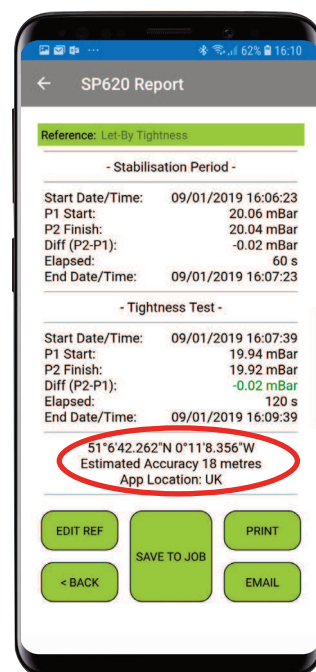 62% 16:10
SP620 Report
Reference: Let-By Tightness
- Stabilisation Period -
Start Date/Time: 09/01/2019 16:06:23
P1 Start: 20.06 mBar
P2 Finish: 20.04 mBar
Diff (P2-P1): -0.02 mBar
Elapsed: 60 s
End Date/Time: 09/01/2019 16:07:23
- Tightness Test -
Start Date/Time: 09/01/2019 16:07:39
P1 Start: 19.94 mBar
P2 Finish: 19.92 mBar
Diff (P2-P1): -0.02 mBar
Elapsed: 120 s
End Date/Time: 09/01/2019 16:09:39
51°6'42.262"N 0°11'8.356"W
Estimated Accuracy 18 metres
App Location: UK
EDIT REF
SAVE TO JOB
PRINT
< BACK
EMAIL